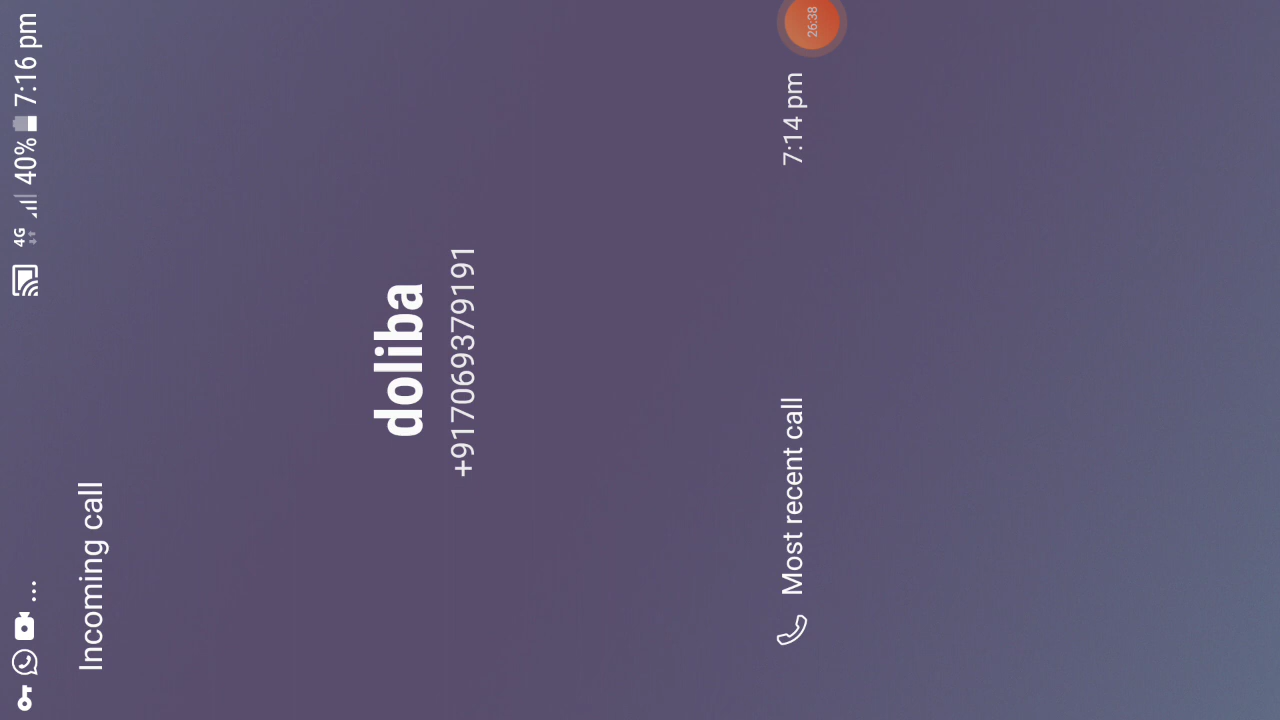 ... 4G 40% 7:16 pm
Incoming call
doliba
+917069379191
Most recent call 7:14 pm
26:38